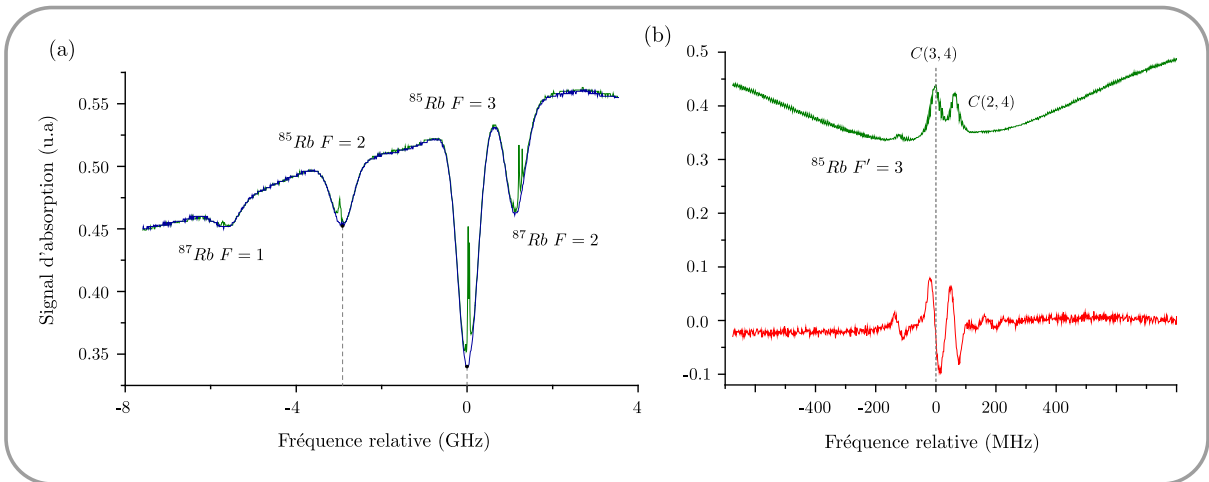 (a)
Signal d'absorption (u.a)
0.55
0.50
0.45
0.40
0.35
-8
-4
0
4
Fréquence relative (GHz)
⁸⁷Rb F = 1
⁸⁵Rb F = 2
⁸⁵Rb F = 3
⁸⁷Rb F = 2
(b)
C(3, 4)
C(2, 4)
⁸⁵Rb F′ = 3
0.5
0.4
0.3
0.2
0.1
0.0
-0.1
-400
-200
0
200
400
Fréquence relative (MHz)